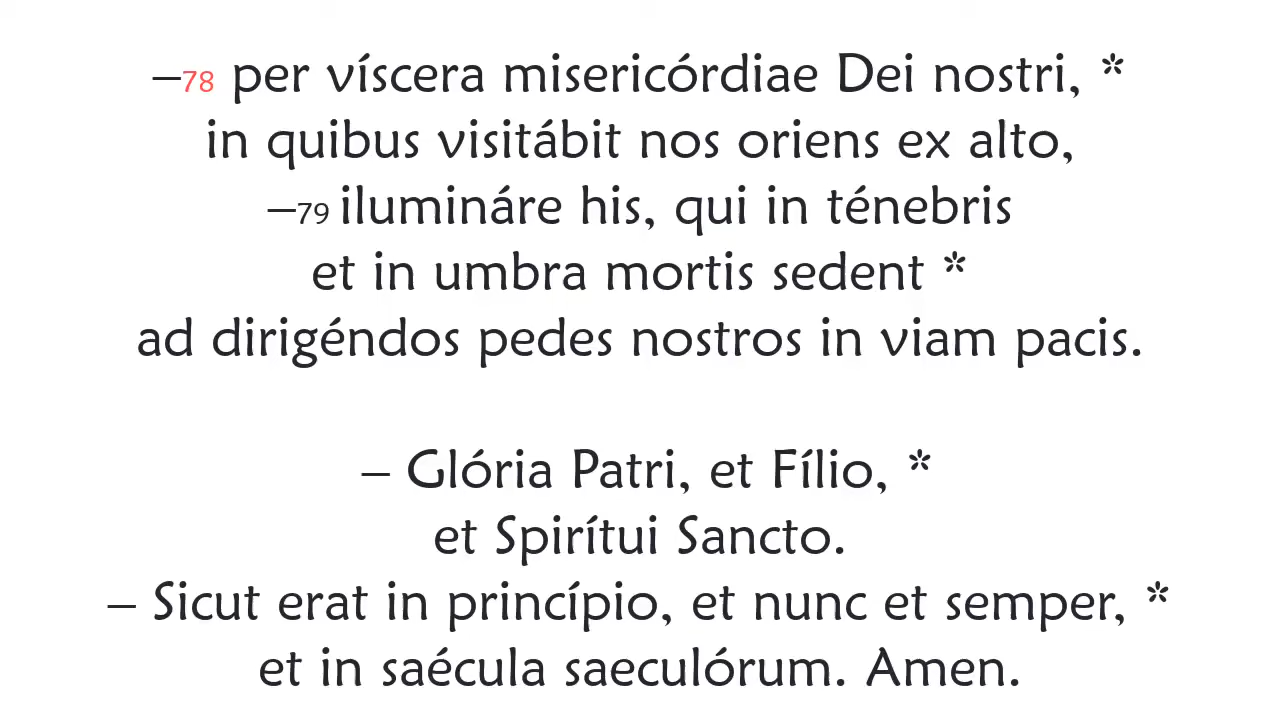 –78 per víscera misericórdiae Dei nostri, *
in quibus visitábit nos oriens ex alto,
–79 ilumináre his, qui in ténebris
et in umbra mortis sedent *
ad dirigéndos pedes nostros in viam pacis.
– Glória Patri, et Fílio, *
et Spirítui Sancto.
– Sicut erat in princípio, et nunc et semper, *
et in saécula saeculórum. Amen.